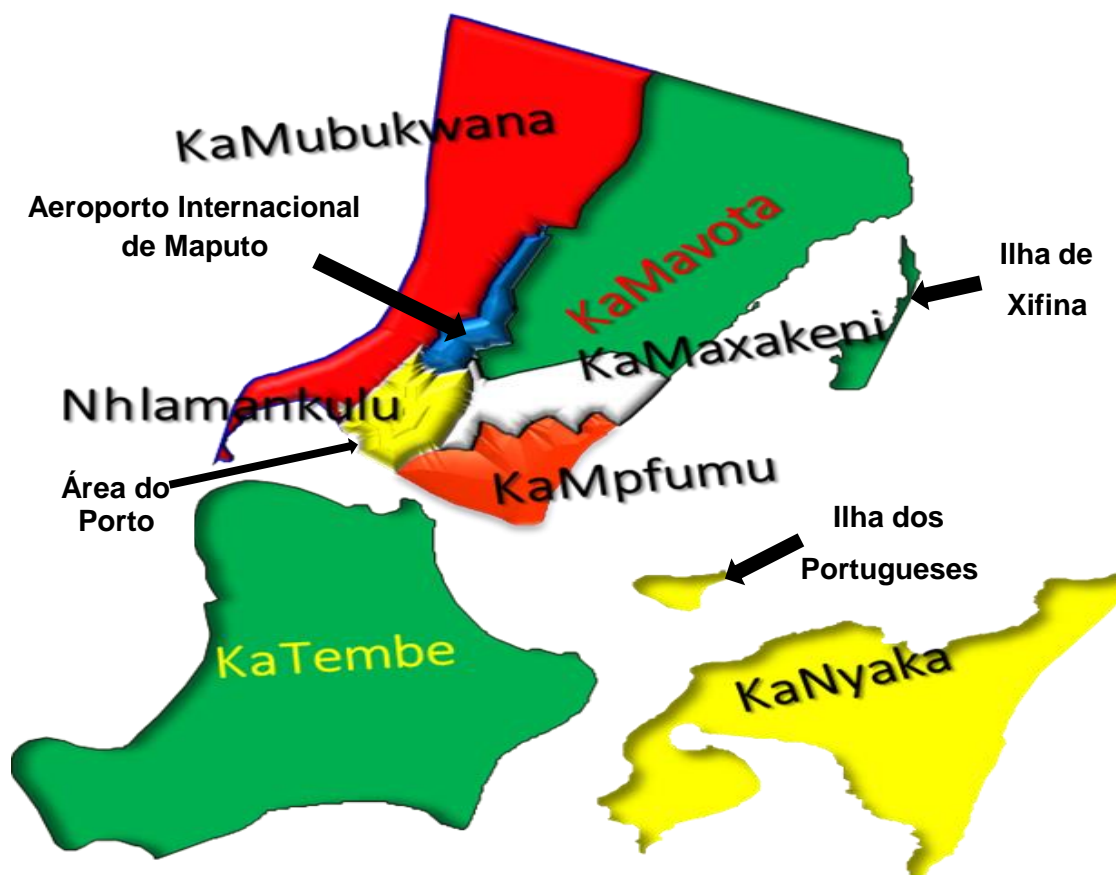 KaMubukwana
Aeroporto Internacional
de Maputo
KaMavota
Ilha de
Xifina
KaMaxakeni
Nhlamankulu
KaMpfumu
Área do
Porto
Ilha dos
Portugueses
KaTembe
KaNyaka